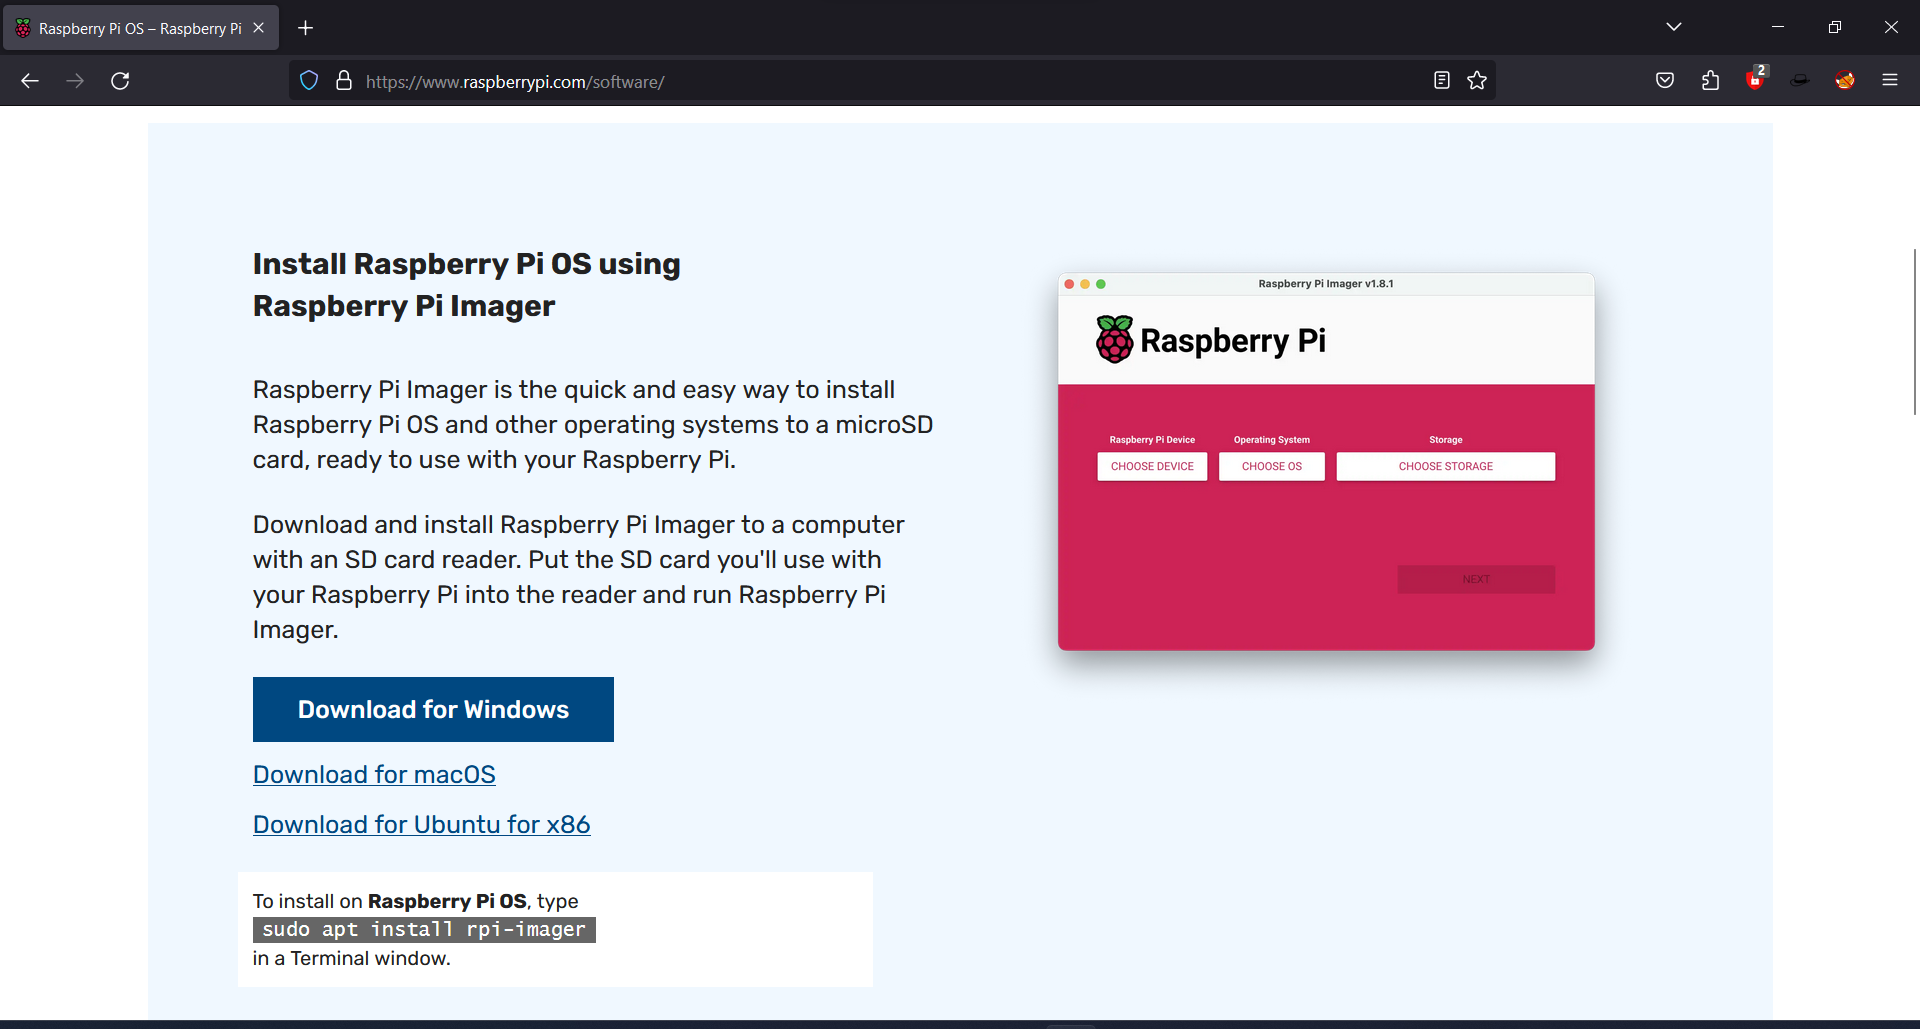 Raspberry Pi OS – Raspberry Pi
https://www.raspberrypi.com/software/
2
Install Raspberry Pi OS using
Raspberry Pi Imager
Raspberry Pi Imager is the quick and easy way to install
Raspberry Pi OS and other operating systems to a microSD
card, ready to use with your Raspberry Pi.
Download and install Raspberry Pi Imager to a computer
with an SD card reader. Put the SD card you'll use with
your Raspberry Pi into the reader and run Raspberry Pi
Imager.
Download for Windows
Download for macOS
Download for Ubuntu for x86
To install on Raspberry Pi OS, type
sudo apt install rpi-imager
in a Terminal window.
Raspberry Pi Imager v1.8.1
Raspberry Pi
Raspberry Pi Device Operating System Storage
CHOOSE DEVICE CHOOSE OS CHOOSE STORAGE
NEXT